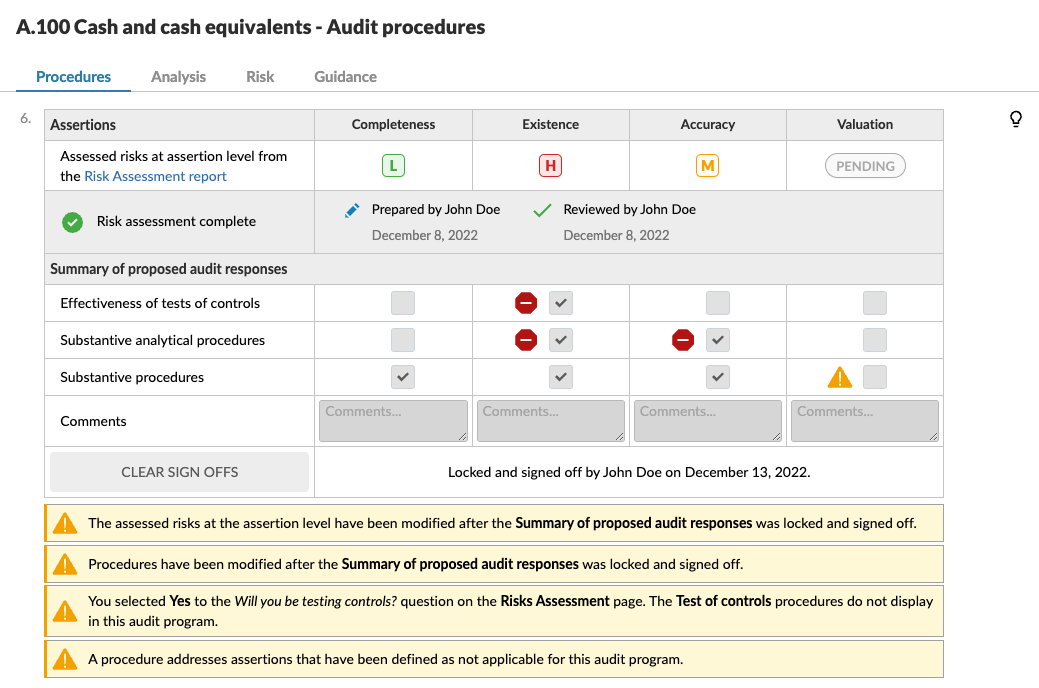 A.100 Cash and cash equivalents - Audit procedures
Procedures Analysis Risk Guidance
6. Assertions Completeness Existence Accuracy Valuation
Assessed risks at assertion level from
the Risk Assessment report L H M PENDING
Risk assessment complete Prepared by John Doe Reviewed by John Doe
December 8, 2022 December 8, 2022
Summary of proposed audit responses
Effectiveness of tests of controls
Substantive analytical procedures
Substantive procedures
Comments... Comments... Comments... Comments...
Comments
CLEAR SIGN OFFS Locked and signed off by John Doe on December 13, 2022.
The assessed risks at the assertion level have been modified after the Summary of proposed audit responses was locked and signed off.
Procedures have been modified after the Summary of proposed audit responses was locked and signed off.
You selected Yes to the Will you be testing controls? question on the Risks Assessment page. The Test of controls procedures do not display
in this audit program.
A procedure addresses assertions that have been defined as not applicable for this audit program.